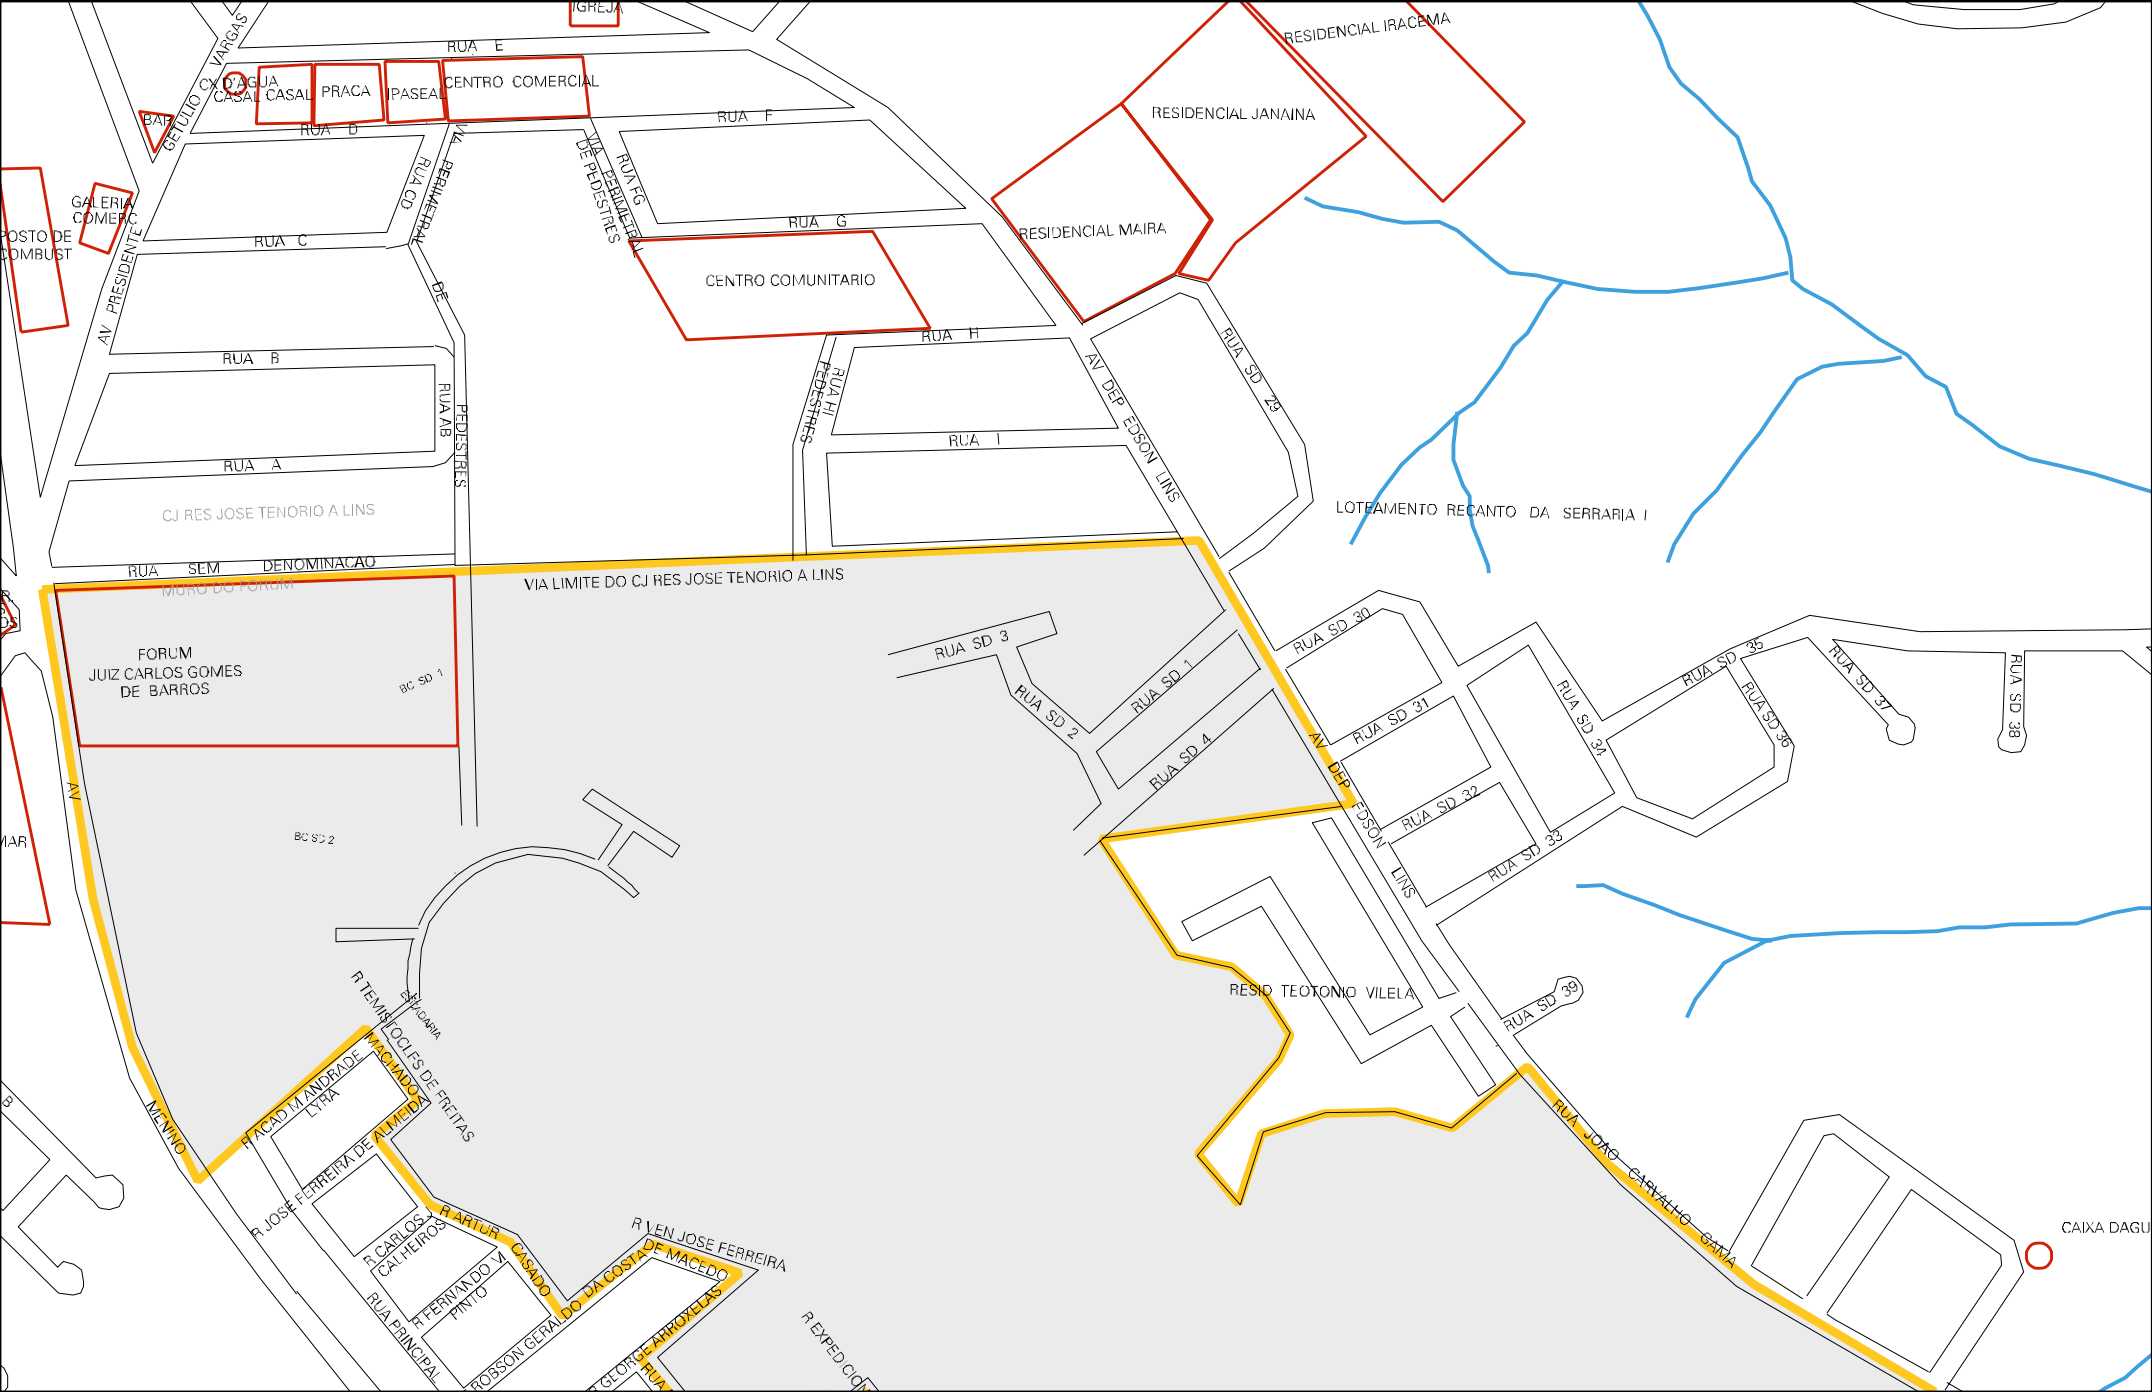 IGREJA
RUA E
AV PRESIDENTE GETULIO VARGAS
CX D'AGUA
CASAL
CASAL
PRACA
IPASEAL
CENTRO COMERCIAL
BAR
RUA D
RUA F
RESIDENCIAL IRACEMA
RESIDENCIAL JANAINA
RESIDENCIAL MAIRA
GALERIA
COMERC
POSTO DE
COMBUST
RUA CD
VIA PERIMETRAL DE PEDESTRES
VIA PERIMETRAL
DE PEDESTRES
RUA FG
RUA C
RUA G
CENTRO COMUNITARIO
RUA B
RUA H
RUA AB
RUA HI
PEDESTRES
RUA SD 29
AV DEP EDSON LINS
RUA A
RUA I
CJ RES JOSE TENORIO A LINS
LOTEAMENTO RECANTO DA SERRARIA I
RUA SEM DENOMINACAO
MURO DO FORUM
VIA LIMITE DO CJ RES JOSE TENORIO A LINS
FORUM
JUIZ CARLOS GOMES
DE BARROS
BC SD 1
RUA SD 3
RUA SD 1
RUA SD 2
RUA SD 4
RUA SD 30
RUA SD 31
RUA SD 32
RUA SD 33
RUA SD 34
RUA SD 35
RUA SD 36
RUA SD 37
RUA SD 38
AV DEP EDSON LINS
AV MENINO
MAR
BC SD 2
RESID TEOTONIO VILELA
RUA SD 39
R TEMISTOCLES DE FREITAS
ESCADARIA
MACHADO
R ACAD M ANDRADE
LYRA
R JOSE FERREIRA DE ALMEIDA
B
R CARLOS J
CALHEIROS
R ARTUR CASADO
R FERNANDO V
PINTO
R VEN JOSE FERREIRA
DE MACEDO
ROBSON GERALDO DA COSTA
R GEORGE ARROXELAS
RUA PRINCIPAL
RUA
R EXPEDICION
RUA JOAO CARVALHO GAMA
CAIXA DAGU